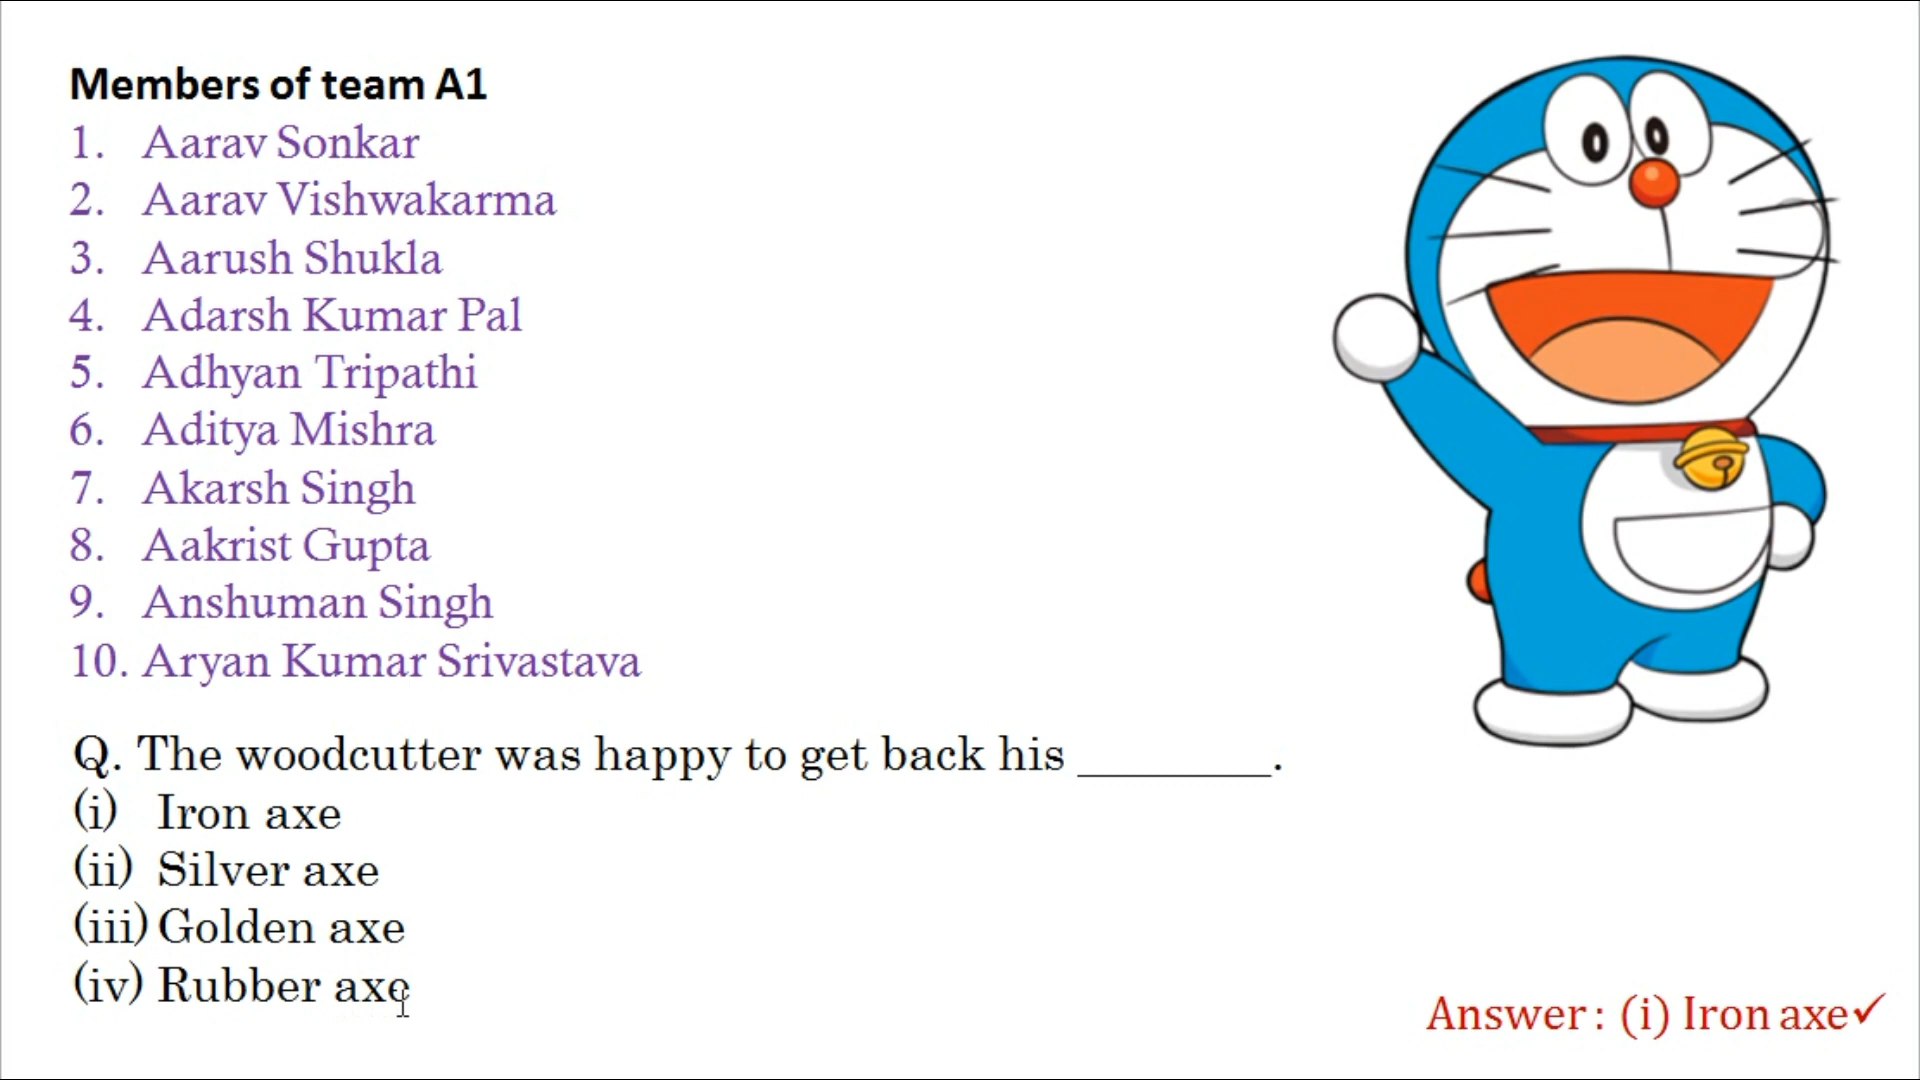 Members of team A1
1. Aarav Sonkar
2. Aarav Vishwakarma
3. Aarush Shukla
4. Adarsh Kumar Pal
5. Adhyan Tripathi
6. Aditya Mishra
7. Akarsh Singh
8. Aakrist Gupta
9. Anshuman Singh
10. Aryan Kumar Srivastava
Q. The woodcutter was happy to get back his ________.
(i) Iron axe
(ii) Silver axe
(iii) Golden axe
(iv) Rubber axe
Answer : (i) Iron axe✓